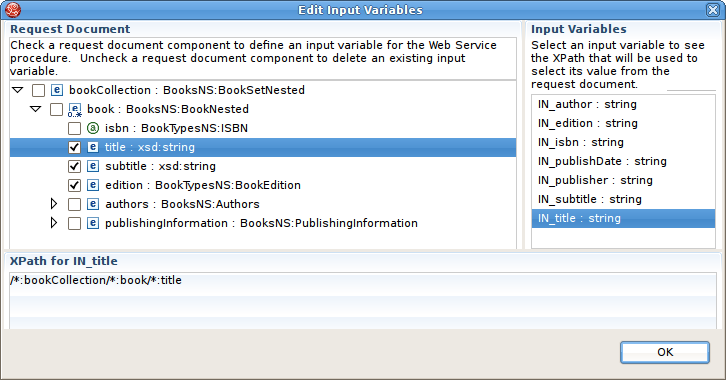 Edit Input Variables
Request Document
Check a request document component to define an input variable for the Web Service
procedure. Uncheck a request document component to delete an existing input
variable.
bookCollection : BooksNS:BookSetNested
e
0..*
book : BooksNS:BookNested
a
isbn : BookTypesNS:ISBN
e
title : xsd:string
e
subtitle : xsd:string
e
edition : BookTypesNS:BookEdition
e
authors : BooksNS:Authors
e
publishingInformation : BooksNS:PublishingInformation
Input Variables
Select an input variable to see
the XPath that will be used to
select its value from the
request document.
IN_author : string
IN_edition : string
IN_isbn : string
IN_publishDate : string
IN_publisher : string
IN_subtitle : string
IN_title : string
XPath for IN_title
/*:bookCollection/*:book/*:title
OK